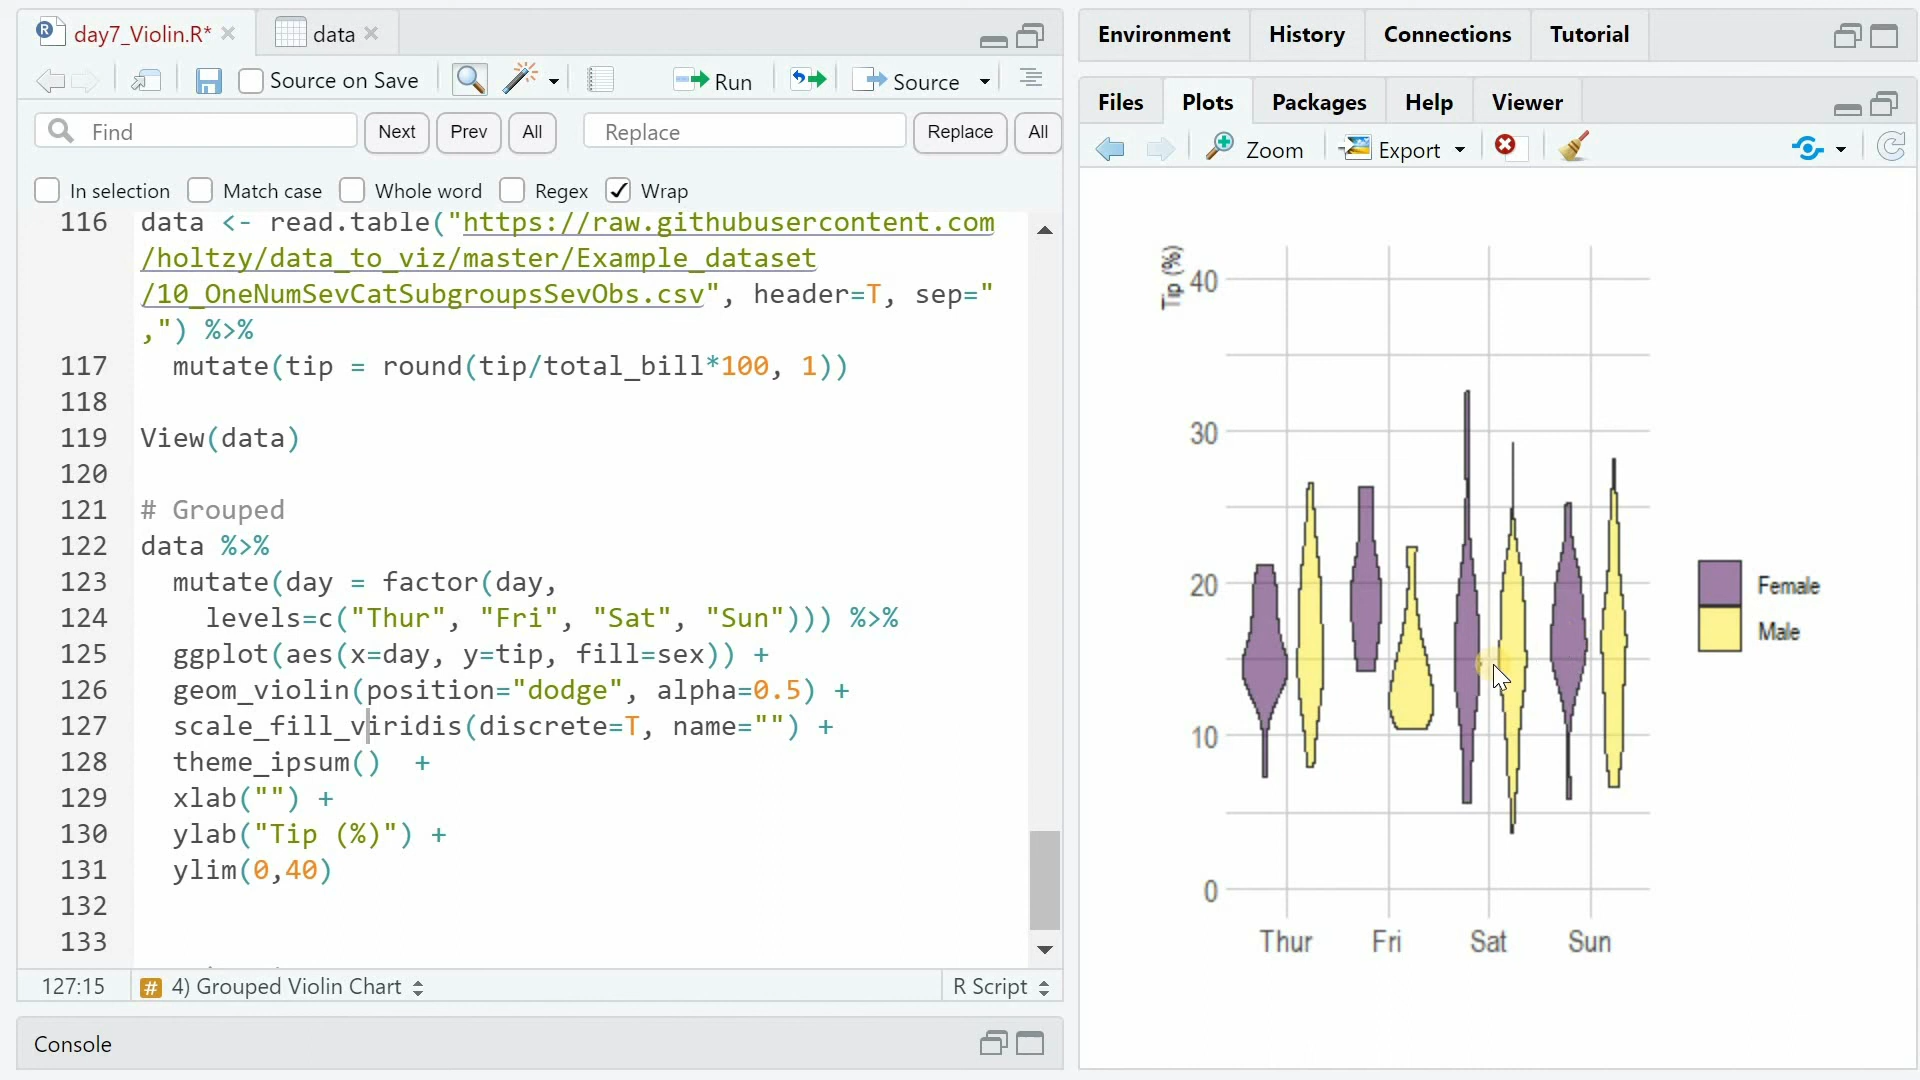 day7_Violin.R*
data
Source on Save
Run
Source
Find
Next
Prev
All
Replace
Replace
All
In selection
Match case
Whole word
Regex
Wrap
116 data <- read.table("https://raw.githubusercontent.com
/holtzy/data_to_viz/master/Example_dataset
/10_OneNumSevCatSubgroupsSevObs.csv", header=T, sep="
,") %>%
117 mutate(tip = round(tip/total_bill*100, 1))
118
119 View(data)
120
121 # Grouped
122 data %>%
123 mutate(day = factor(day,
124 levels=c("Thur", "Fri", "Sat", "Sun"))) %>%
125 ggplot(aes(x=day, y=tip, fill=sex)) +
126 geom_violin(position="dodge", alpha=0.5) +
127 scale_fill_viridis(discrete=T, name="") +
128 theme_ipsum()  +
129 xlab("") +
130 ylab("Tip (%)") +
131 ylim(0,40)
132
133
127:15
# 4) Grouped Violin Chart
R Script
Console
Environment
History
Connections
Tutorial
Files
Plots
Packages
Help
Viewer
Zoom
Export
Tip (%)
40
30
20
10
0
Thur
Fri
Sat
Sun
Female
Male